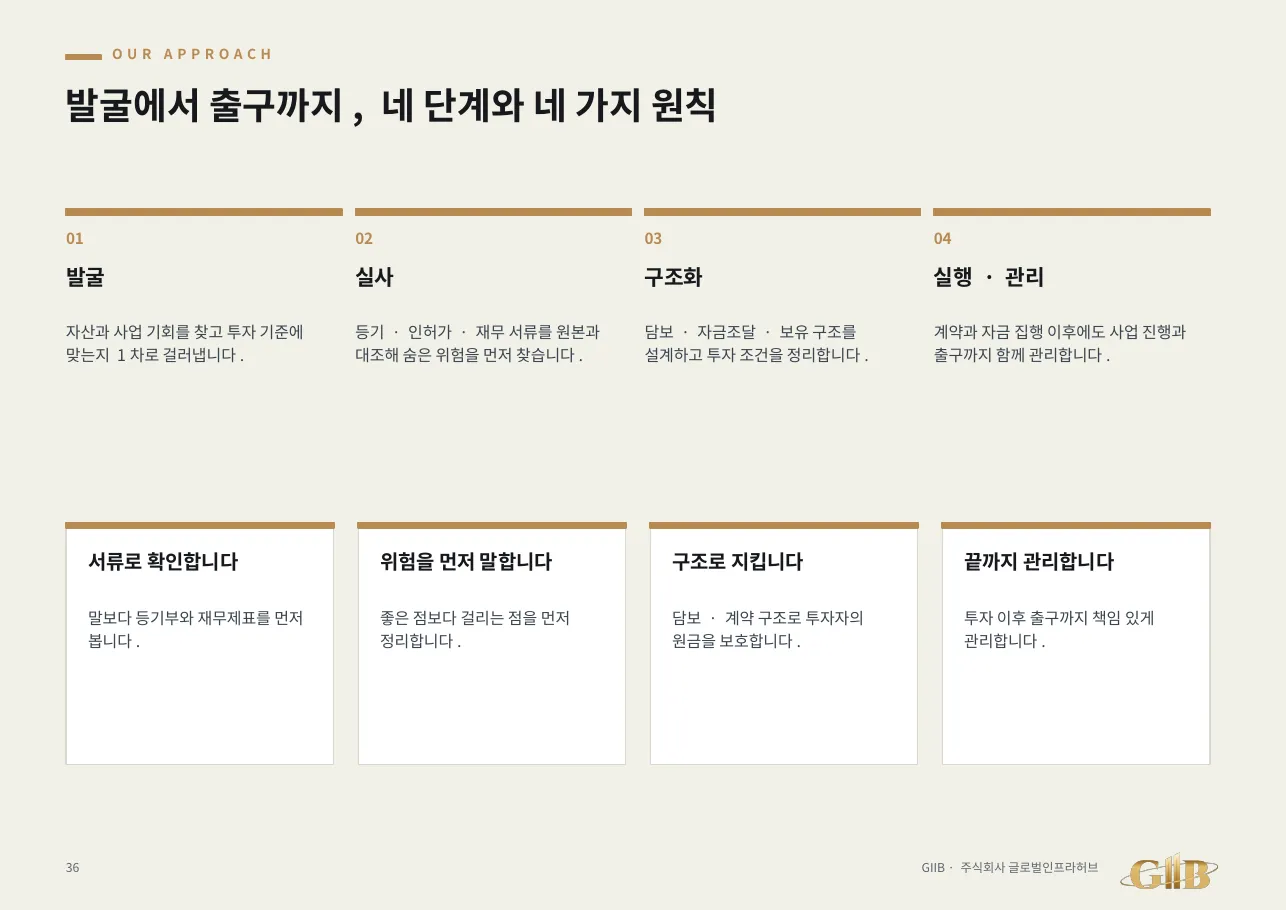 OUR APPROACH
발굴에서 출구까지 , 네 단계와 네 가지 원칙
01
발굴
자산과 사업 기회를 찾고 투자 기준에
맞는지 1 차로 걸러냅니다 .
02
실사
등기 · 인허가 · 재무 서류를 원본과
대조해 숨은 위험을 먼저 찾습니다 .
03
구조화
담보 · 자금조달 · 보유 구조를
설계하고 투자 조건을 정리합니다 .
04
실행 · 관리
계약과 자금 집행 이후에도 사업 진행과
출구까지 함께 관리합니다 .
서류로 확인합니다
말보다 등기부와 재무제표를 먼저
봅니다 .
위험을 먼저 말합니다
좋은 점보다 걸리는 점을 먼저
정리합니다 .
구조로 지킵니다
담보 · 계약 구조로 투자자의
원금을 보호합니다 .
끝까지 관리합니다
투자 이후 출구까지 책임 있게
관리합니다 .
36
GIIB · 주식회사 글로벌인프라허브
GIIB